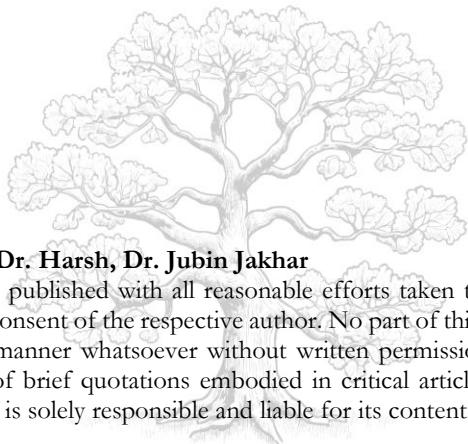 Dr. Harsh, Dr. Jubin Jakhar
published with all reasonable efforts taken t
onsent of the respective author. No part of thi
manner whatsoever without written permissio
of brief quotations embodied in critical articl
is solely responsible and liable for its content